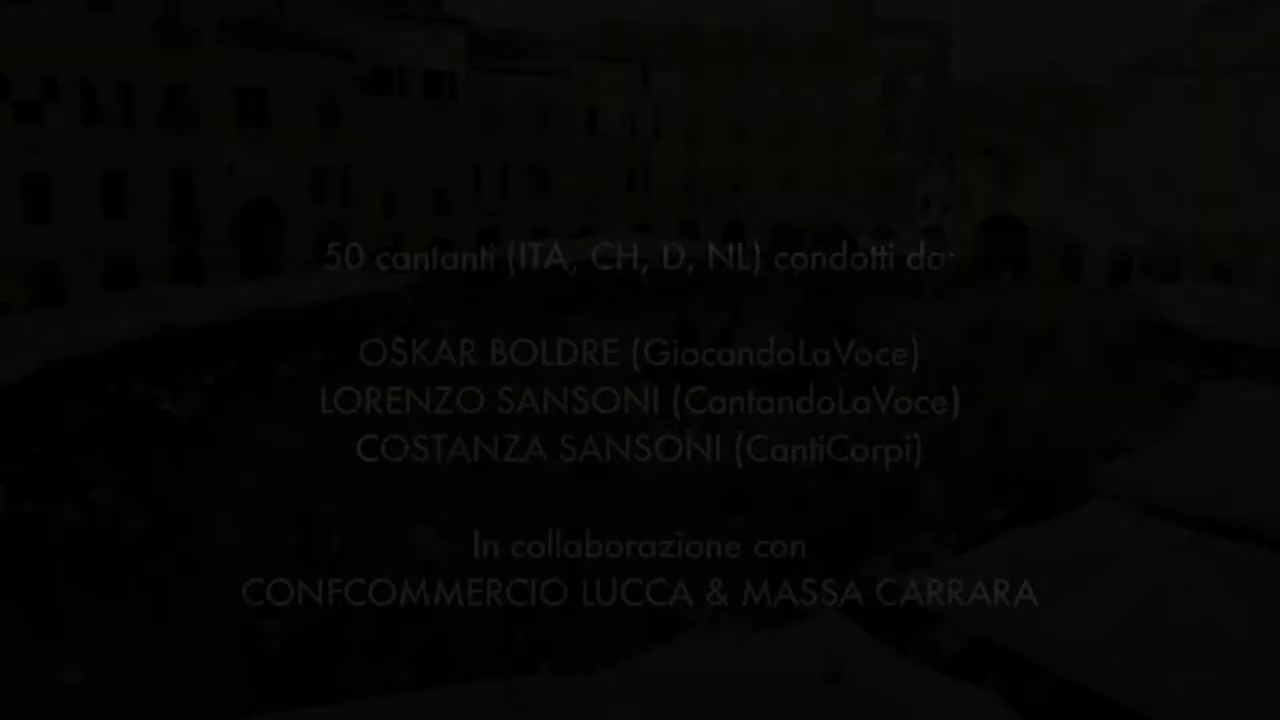 50 cantanti (ITA, CH, D, NL) condotti da:
OSKAR BOLDRE (GiocandoLaVoce)
LORENZO SANSONI (CantandoLaVoce)
COSTANZA SANSONI (CantiCorpi)
In collaborazione con
CONFCOMMERCIO LUCCA & MASSA CARRARA